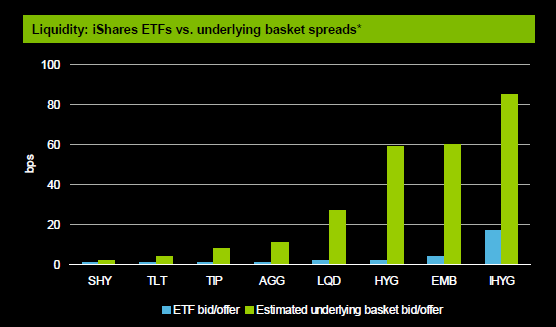 Liquidity: iShares ETFs vs. underlying basket spreads*
100
80
60
40
20
0
bps
SHY TLT TIP AGG LQD HYG EMB IHYG
ETF bid/offer Estimated underlying basket bid/offer